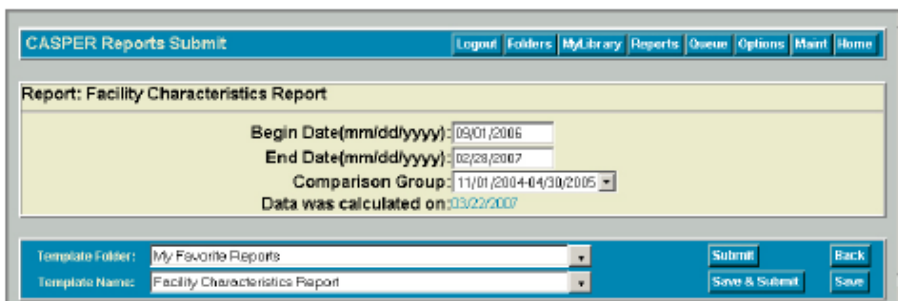 CASPER Reports Submit Logout Folders MyLibrary Reports Queue Options Maint Home
Report: Facility Characteristics Report
Begin Date(mm/dd/yyyy): 09/01/2006
End Date(mm/dd/yyyy): 02/28/2007
Comparison Group: 11/01/2004-04/30/2005
Data was calculated on: 03/22/2007
Template Folder: My Favorite Reports Submit Back
Template Name: Facility Characteristics Report Save & Submit Save